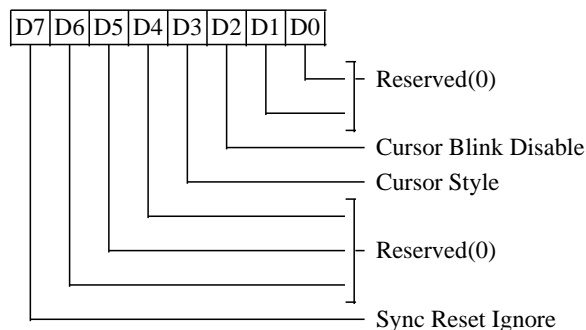 D7 D6 D5 D4 D3 D2 D1 D0
Reserved(0)
Cursor Blink Disable
Cursor Style
Reserved(0)
Sync Reset Ignore